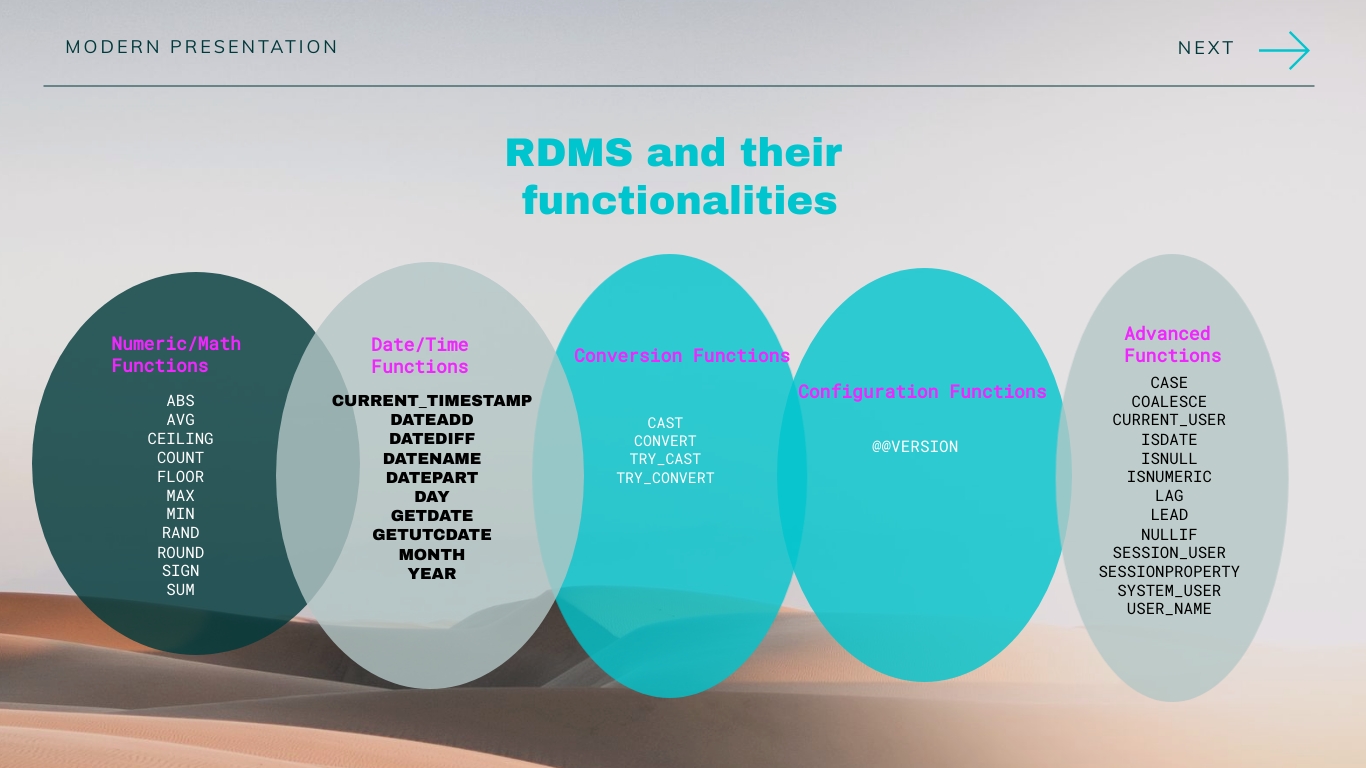 MODERN PRESENTATION
NEXT
RDMS and their
functionalities
Numeric/Math
Functions
ABS
AVG
CEILING
COUNT
FLOOR
MAX
MIN
RAND
ROUND
SIGN
SUM
Date/Time
Functions
CURRENT_TIMESTAMP
DATEADD
DATEDIFF
DATENAME
DATEPART
DAY
GETDATE
GETUTCDATE
MONTH
YEAR
Conversion Functions
CAST
CONVERT
TRY_CAST
TRY_CONVERT
Configuration Functions
@@VERSION
Advanced
Functions
CASE
COALESCE
CURRENT_USER
ISDATE
ISNULL
ISNUMERIC
LAG
LEAD
NULLIF
SESSION_USER
SESSIONPROPERTY
SYSTEM_USER
USER_NAME